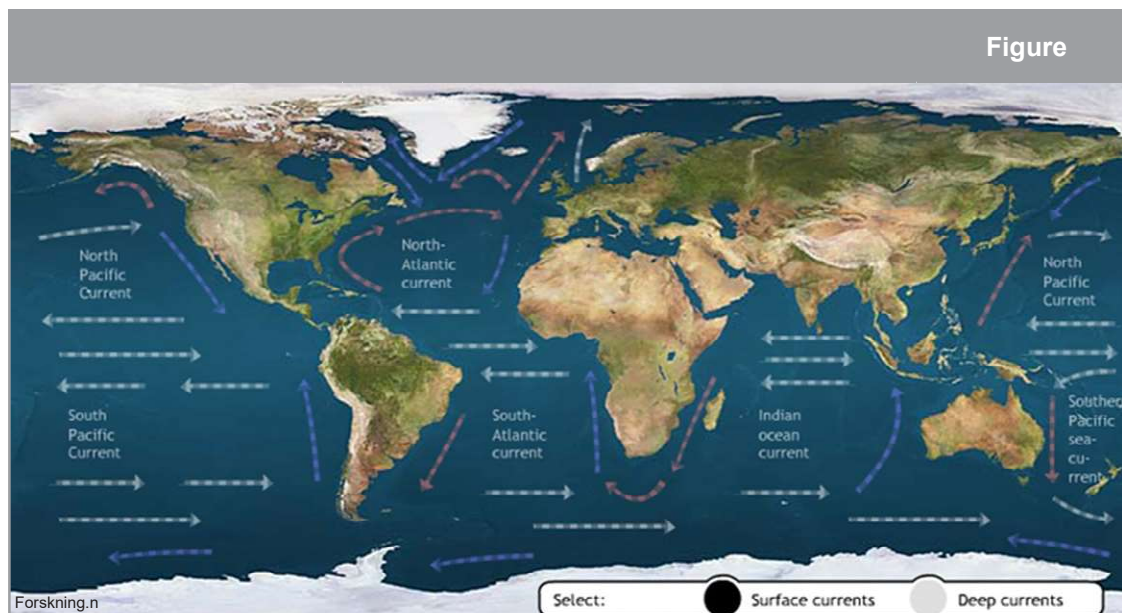 Figure
North
Pacific
Current
North-
Atlantic
current
North
Pacific
Current
South
Pacific
Current
South-
Atlantic
current
Indian
ocean
current
Souther
Pacific
sea-
cu-
rrent
Forskning.n
Select:
Surface currents
Deep currents